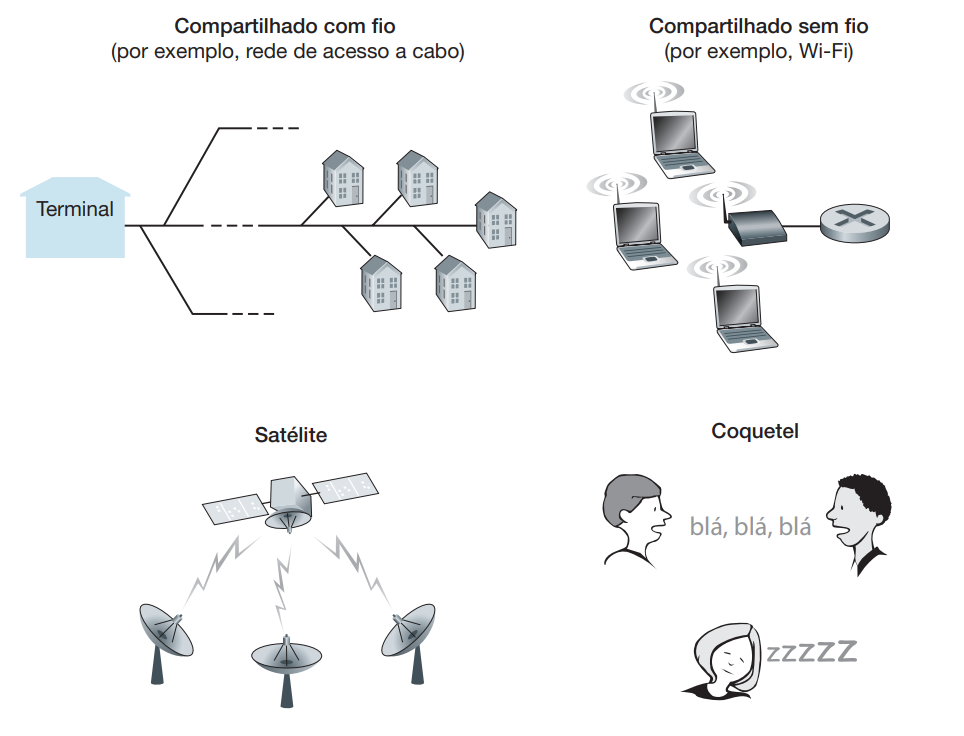 Compartilhado com fio
(por exemplo, rede de acesso a cabo)
Compartilhado sem fio
(por exemplo, Wi-Fi)
Terminal
Satélite
Coquetel
blá, blá, blá
zzzzz